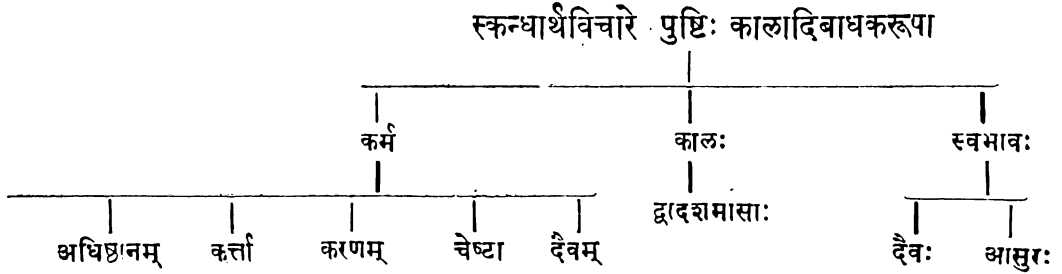 स्कन्धार्थविचारे पुष्टिः कालादिबाधकरूपा
कर्म कालः स्वभावः
द्वादशमासाः
अधिष्ठानम् कर्त्ता करणम् चेष्टा दैवम् दैवः आसुरः